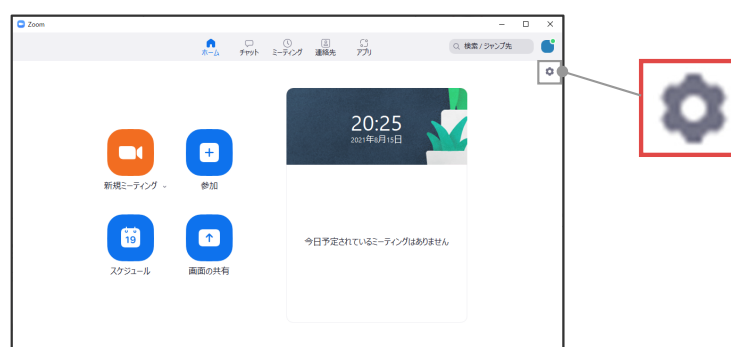 Zoom
ホーム
チャット
ミーティング
連絡先
アプリ
検索 / ジャンプ先
20:25
2021年8月15日
新規ミーティング
参加
19
スケジュール
画面の共有
今日予定されているミーティングはありません